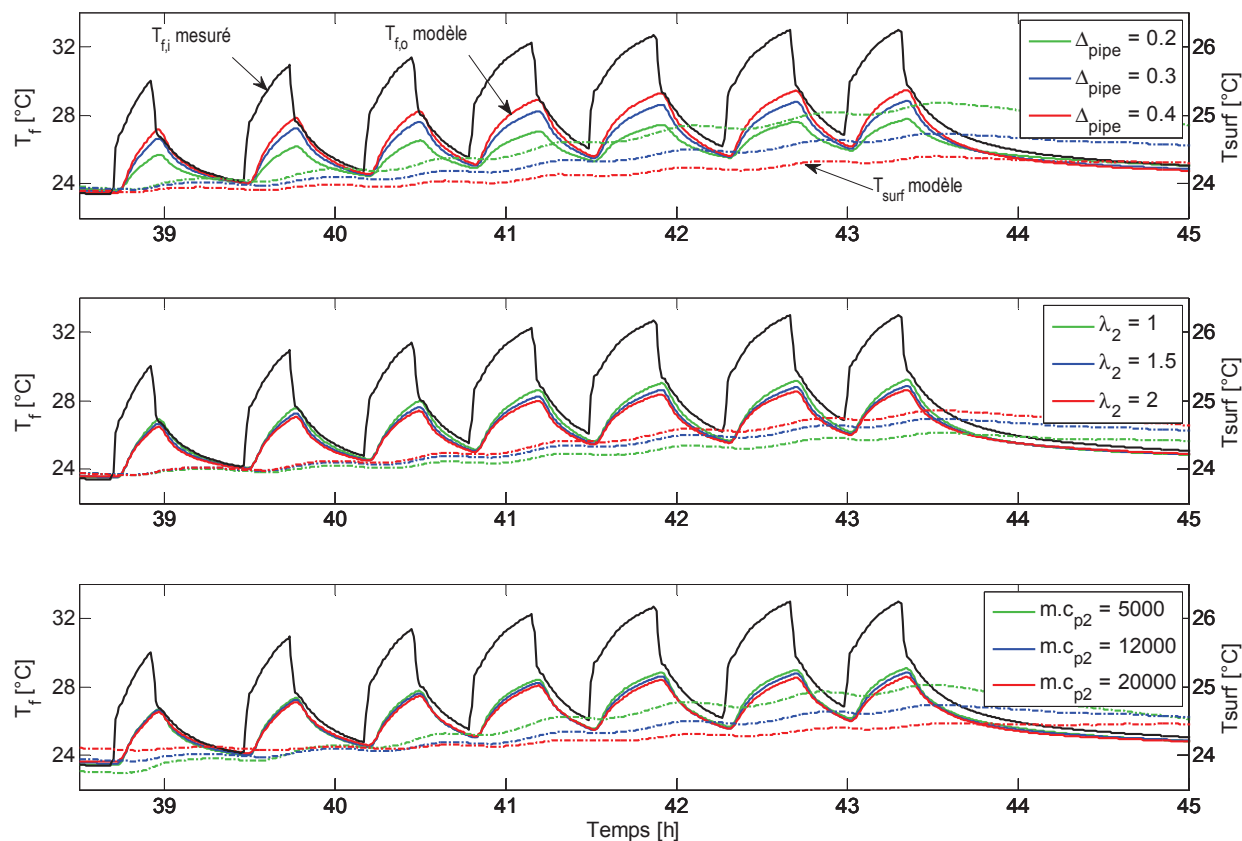 T_f,i mesuré
T_f,o modèle
Δ_pipe = 0.2
Δ_pipe = 0.3
Δ_pipe = 0.4
T_surf modèle
T_f [°C]
32
28
24
Tsurf [°C]
26
25
24
39 40 41 42 43 44 45
λ_2 = 1
λ_2 = 1.5
λ_2 = 2
T_f [°C]
32
28
24
Tsurf [°C]
26
25
24
39 40 41 42 43 44 45
m.c_p2 = 5000
m.c_p2 = 12000
m.c_p2 = 20000
T_f [°C]
32
28
24
Tsurf [°C]
26
25
24
39 40 41 42 43 44 45
Temps [h]